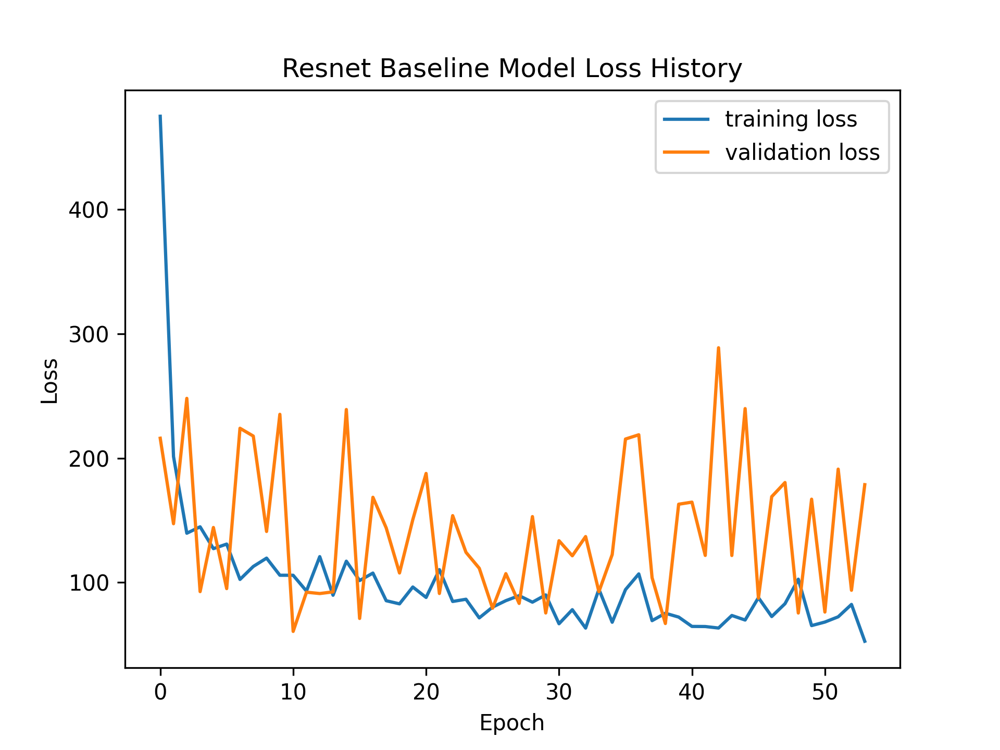 Resnet Baseline Model Loss History
training loss
validation loss
400
300
200
100
Loss
0 10 20 30 40 50
Epoch